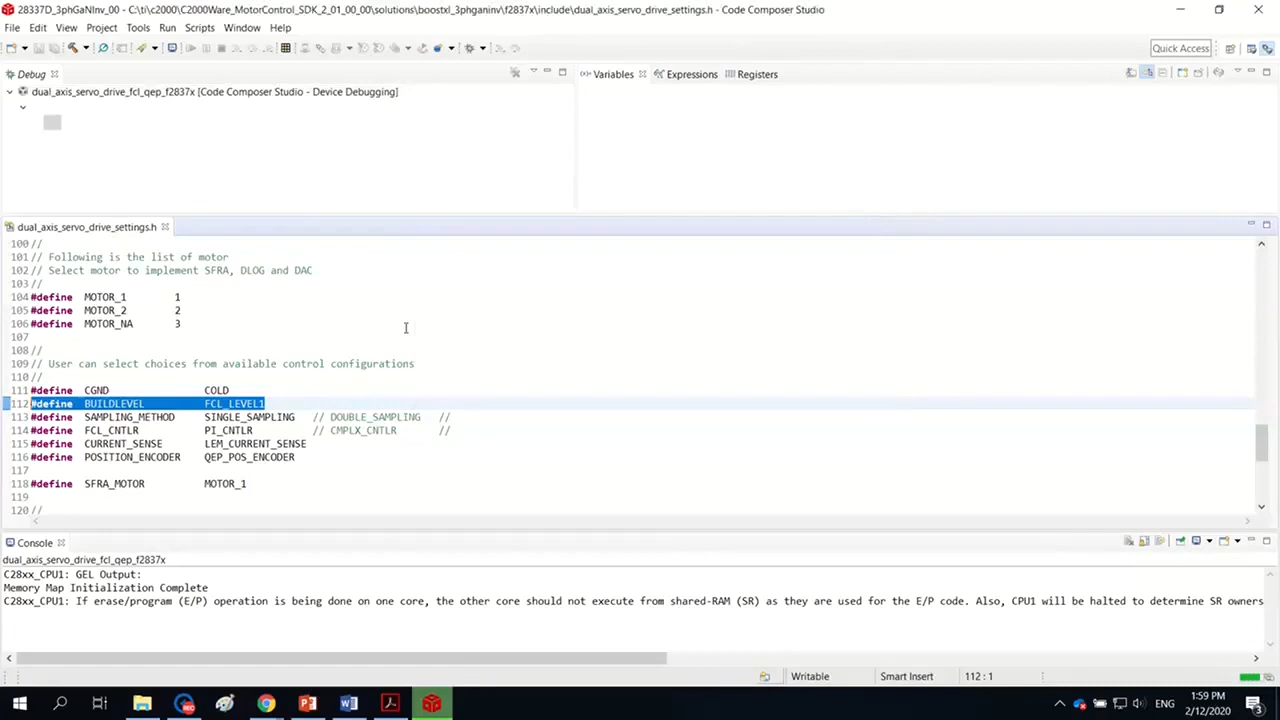 28337D_3phGaNInv_00 - C:\ti\c2000\C2000Ware_MotorControl_SDK_2_01_00_00\solutions\boostxl_3phganinv\f2837x\include\dual_axis_servo_drive_settings.h - Code Composer Studio
File Edit View Project Tools Run Scripts Window Help
Quick Access
Debug
Variables Expressions Registers
dual_axis_servo_drive_fcl_qep_f2837x [Code Composer Studio - Device Debugging]
dual_axis_servo_drive_settings.h
100 //
101 // Following is the list of motor
102 // Select motor to implement SFRA, DLOG and DAC
103 //
104 #define MOTOR_1 1
105 #define MOTOR_2 2
106 #define MOTOR_NA 3
107
108 //
109 // User can select choices from available control configurations
110 //
111 #define CGND COLD
112 #define BUILDLEVEL FCL_LEVEL1
113 #define SAMPLING_METHOD SINGLE_SAMPLING // DOUBLE_SAMPLING //
114 #define FCL_CNTLR PI_CNTLR // CMPLX_CNTLR //
115 #define CURRENT_SENSE LEM_CURRENT_SENSE
116 #define POSITION_ENCODER QEP_POS_ENCODER
117
118 #define SFRA_MOTOR MOTOR_1
119
120 //
Console
dual_axis_servo_drive_fcl_qep_f2837x
C28xx_CPU1: GEL Output:
Memory Map Initialization Complete
C28xx_CPU1: If erase/program (E/P) operation is being done on one core, the other core should not execute from shared-RAM (SR) as they are used for the E/P code. Also, CPU1 will be halted to determine SR owners
Writable Smart Insert 112 : 1
ENG
1:59 PM
2/12/2020
3